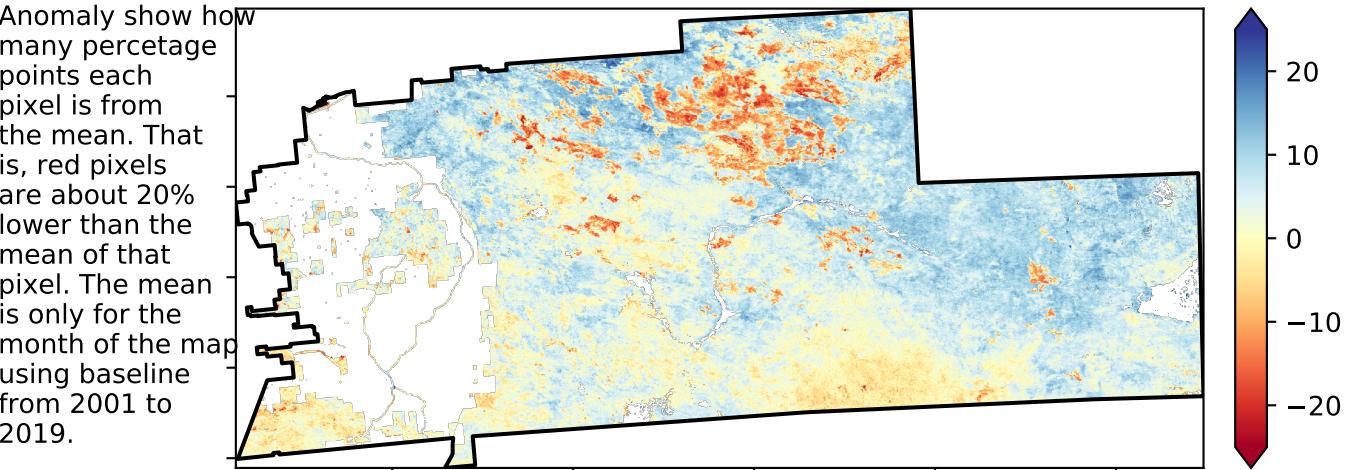 Anomaly show how
many percetage
points each
pixel is from
the mean. That
is, red pixels
are about 20%
lower than the
mean of that
pixel. The mean
is only for the
month of the map
using baseline
from 2001 to
2019.
20
10
0
−10
−20